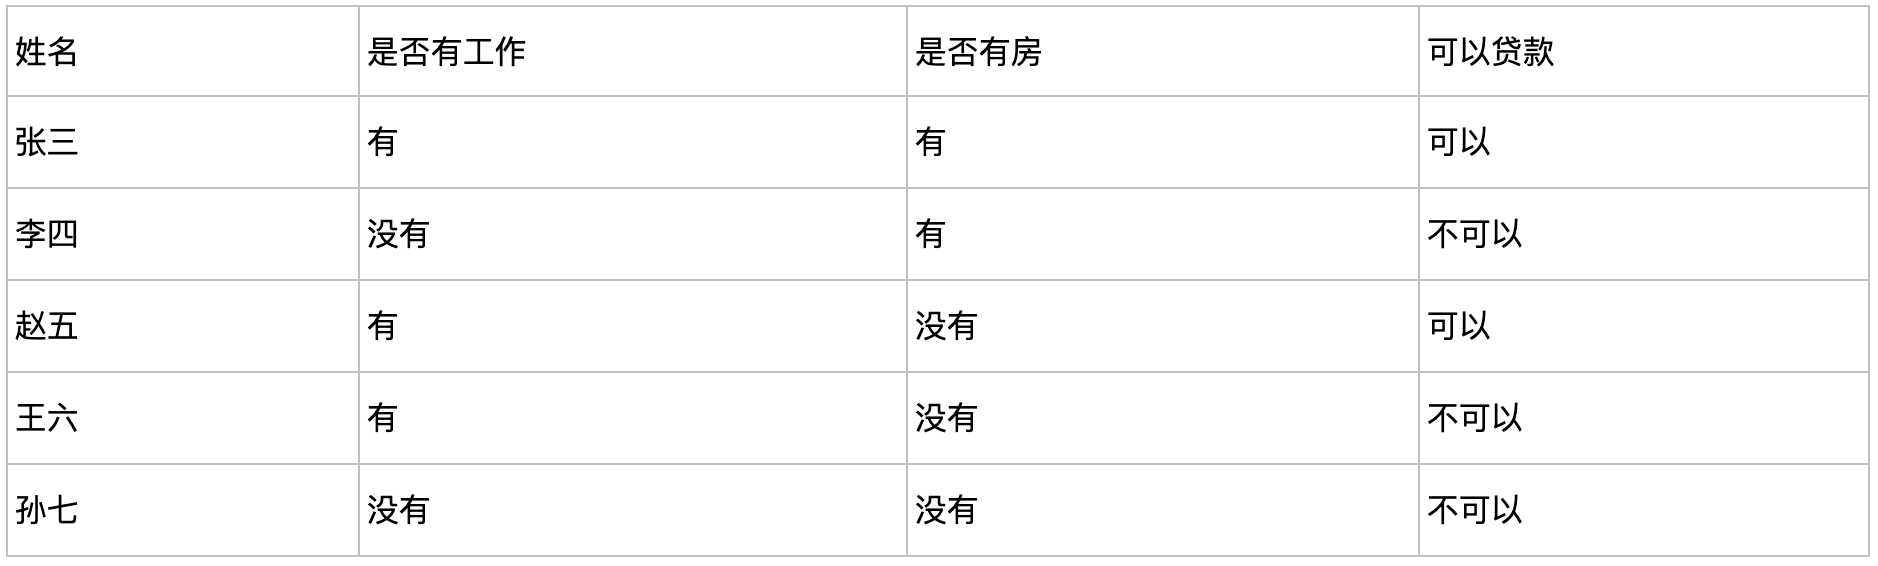 姓名 是否有工作 是否有房 可以贷款
张三 有 有 可以
李四 没有 有 不可以
赵五 有 没有 可以
王六 有 没有 不可以
孙七 没有 没有 不可以